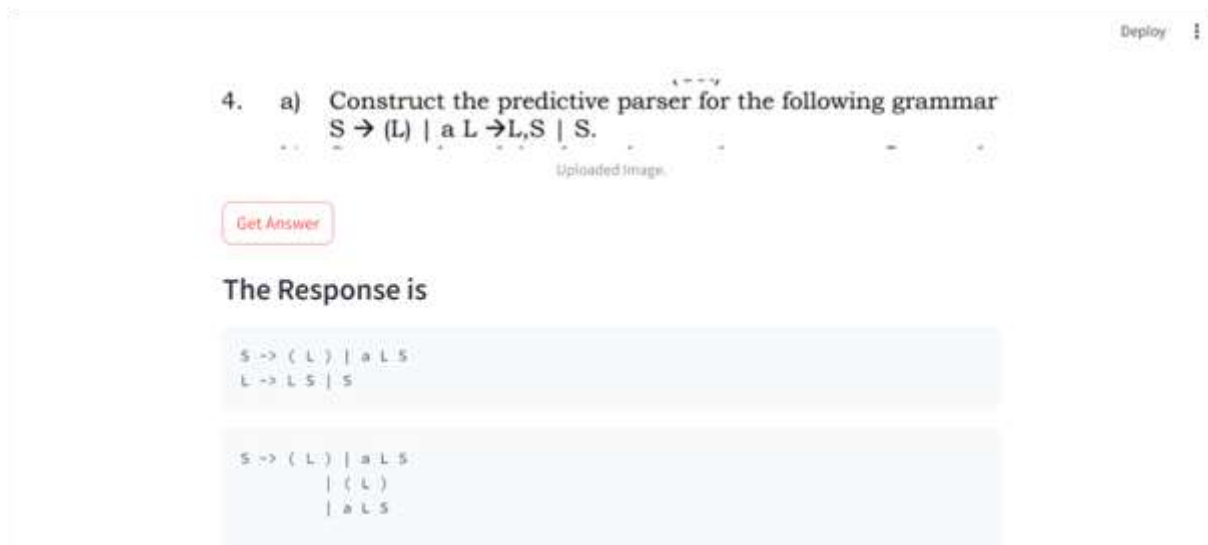 Deploy
4. a) Construct the predictive parser for the following grammar
S → (L) | a L →L,S | S.
Uploaded Image.
Get Answer
The Response is
S -> ( L ) | a L S
L -> L S | S
S -> ( L ) | a L S
| ( L )
| a L S